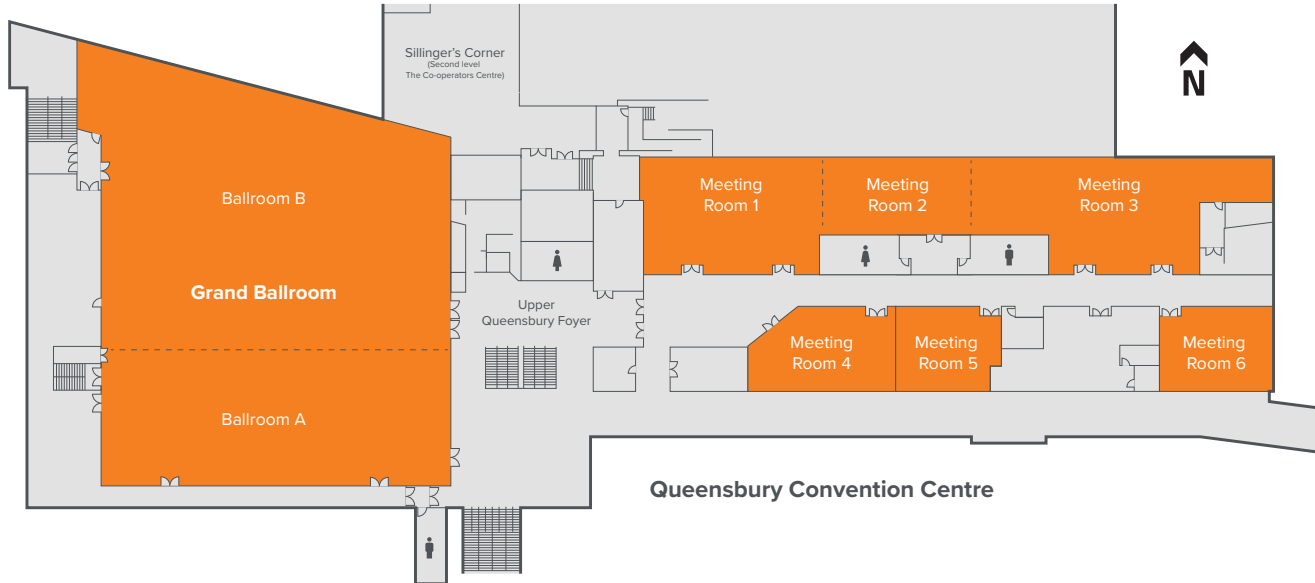 Sillinger's Corner
(Second level
The Co-operators Centre)
N
Ballroom B
Meeting
Room 1
Meeting
Room 2
Meeting
Room 3
Grand Ballroom
Upper
Queensbury Foyer
Meeting
Room 4
Meeting
Room 5
Meeting
Room 6
Ballroom A
Queensbury Convention Centre